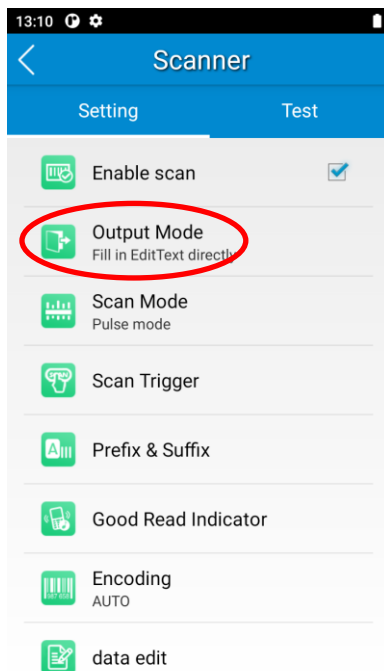 13:10
Scanner
Setting
Test
Enable scan
Output Mode
Fill in EditText directly
Scan Mode
Pulse mode
Scan Trigger
Prefix & Suffix
Good Read Indicator
Encoding
AUTO
data edit